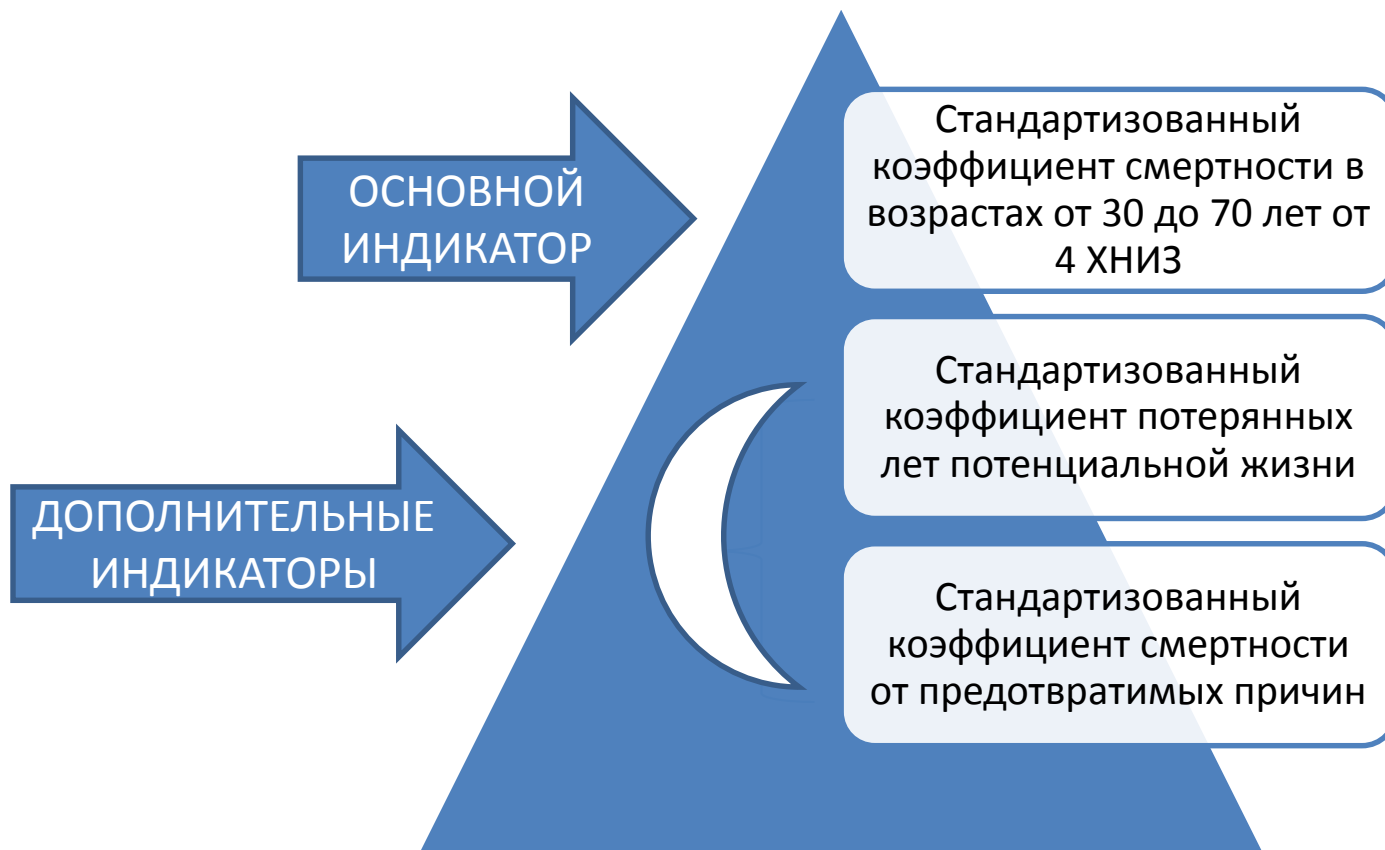 ОСНОВНОЙ
ИНДИКАТОР
Стандартизованный
коэффициент смертности в
возрастах от 30 до 70 лет от
4 ХНИЗ
ДОПОЛНИТЕЛЬНЫЕ
ИНДИКАТОРЫ
Стандартизованный
коэффициент потерянных
лет потенциальной жизни
Стандартизованный
коэффициент смертности
от предотвратимых причин